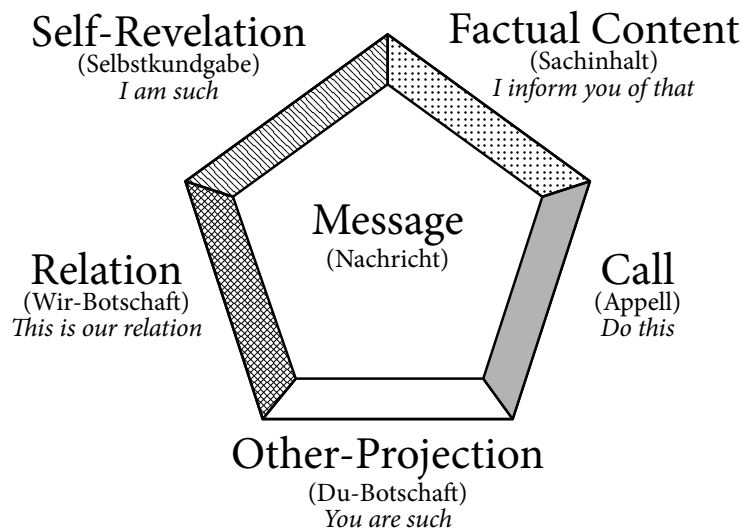 Self-Revelation
(Selbstkundgabe)
I am such
Factual Content
(Sachinhalt)
I inform you of that
Message
(Nachricht)
Relation
(Wir-Botschaft)
This is our relation
Call
(Appell)
Do this
Other-Projection
(Du-Botschaft)
You are such